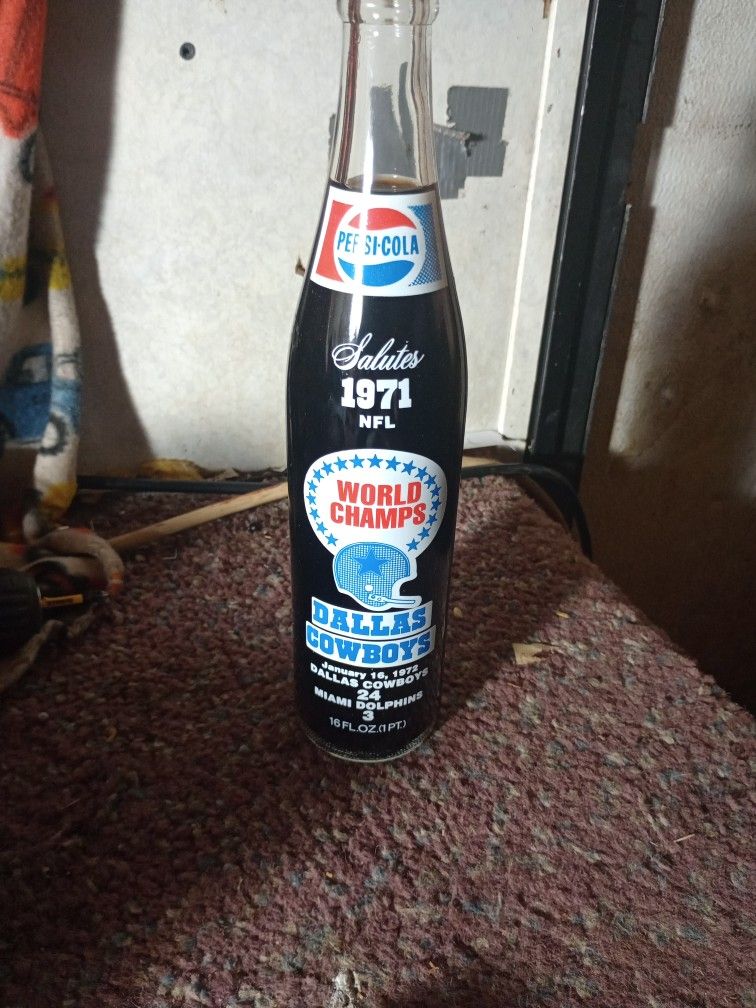 PEPSI·COLA
Salutes
1971
NFL
WORLD
CHAMPS
DALLAS
COWBOYS
January 16, 1972
DALLAS COWBOYS
24
MIAMI DOLPHINS
3
16 FL.OZ.(1 PT.)